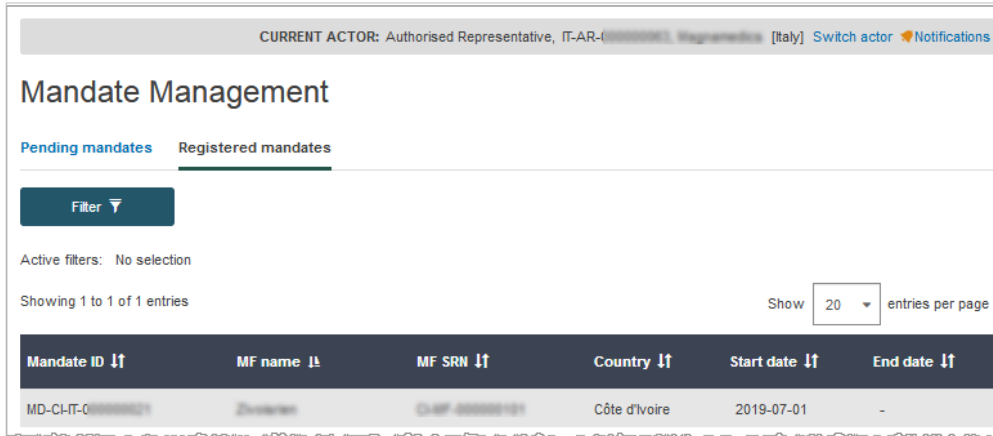 CURRENT ACTOR: Authorised Representative, IT-AR- [Italy] Switch actor Notifications
Mandate Management
Pending mandates Registered mandates
Filter
Active filters: No selection
Showing 1 to 1 of 1 entries Show 20 entries per page
Mandate ID MF name MF SRN Country Start date End date
MD-CI-IT-0 Côte d'Ivoire 2019-07-01 -